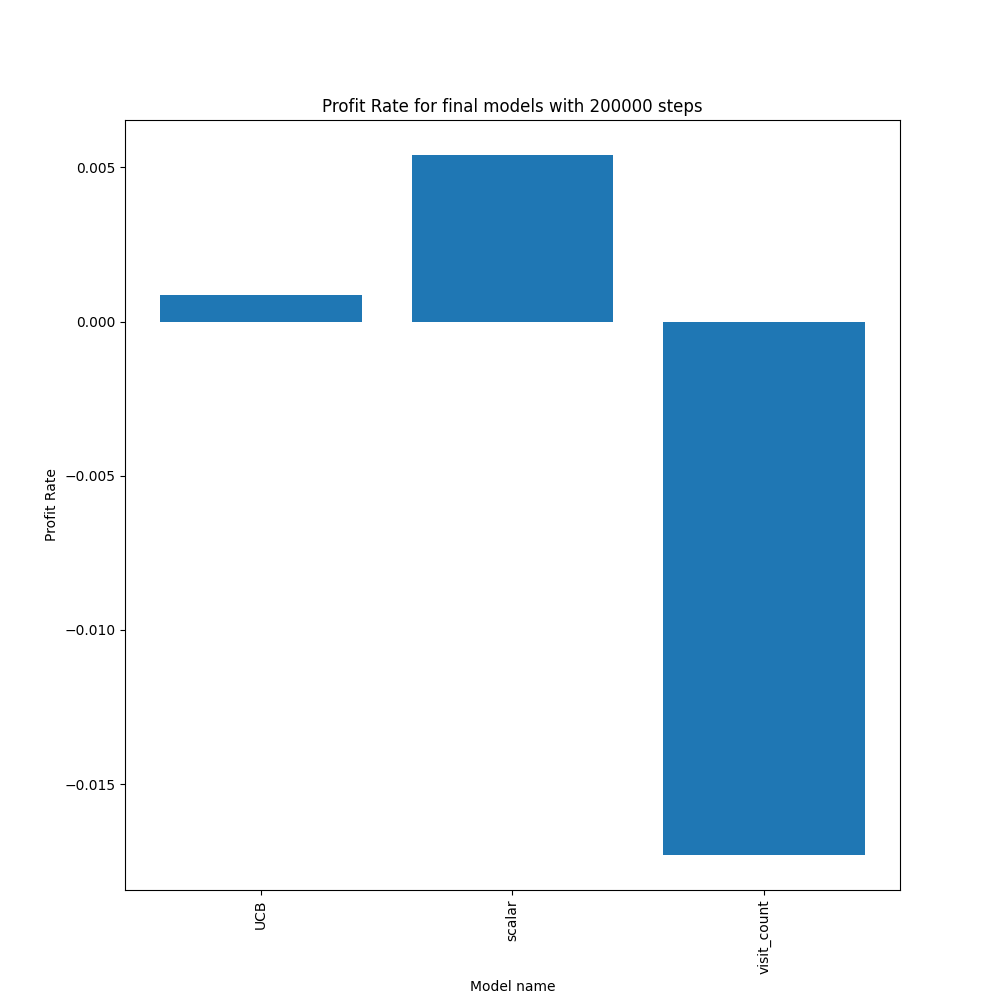 Profit Rate for final models with 200000 steps
0.005
0.000
−0.005
−0.010
−0.015
Profit Rate
UCB
scalar
visit_count
Model name